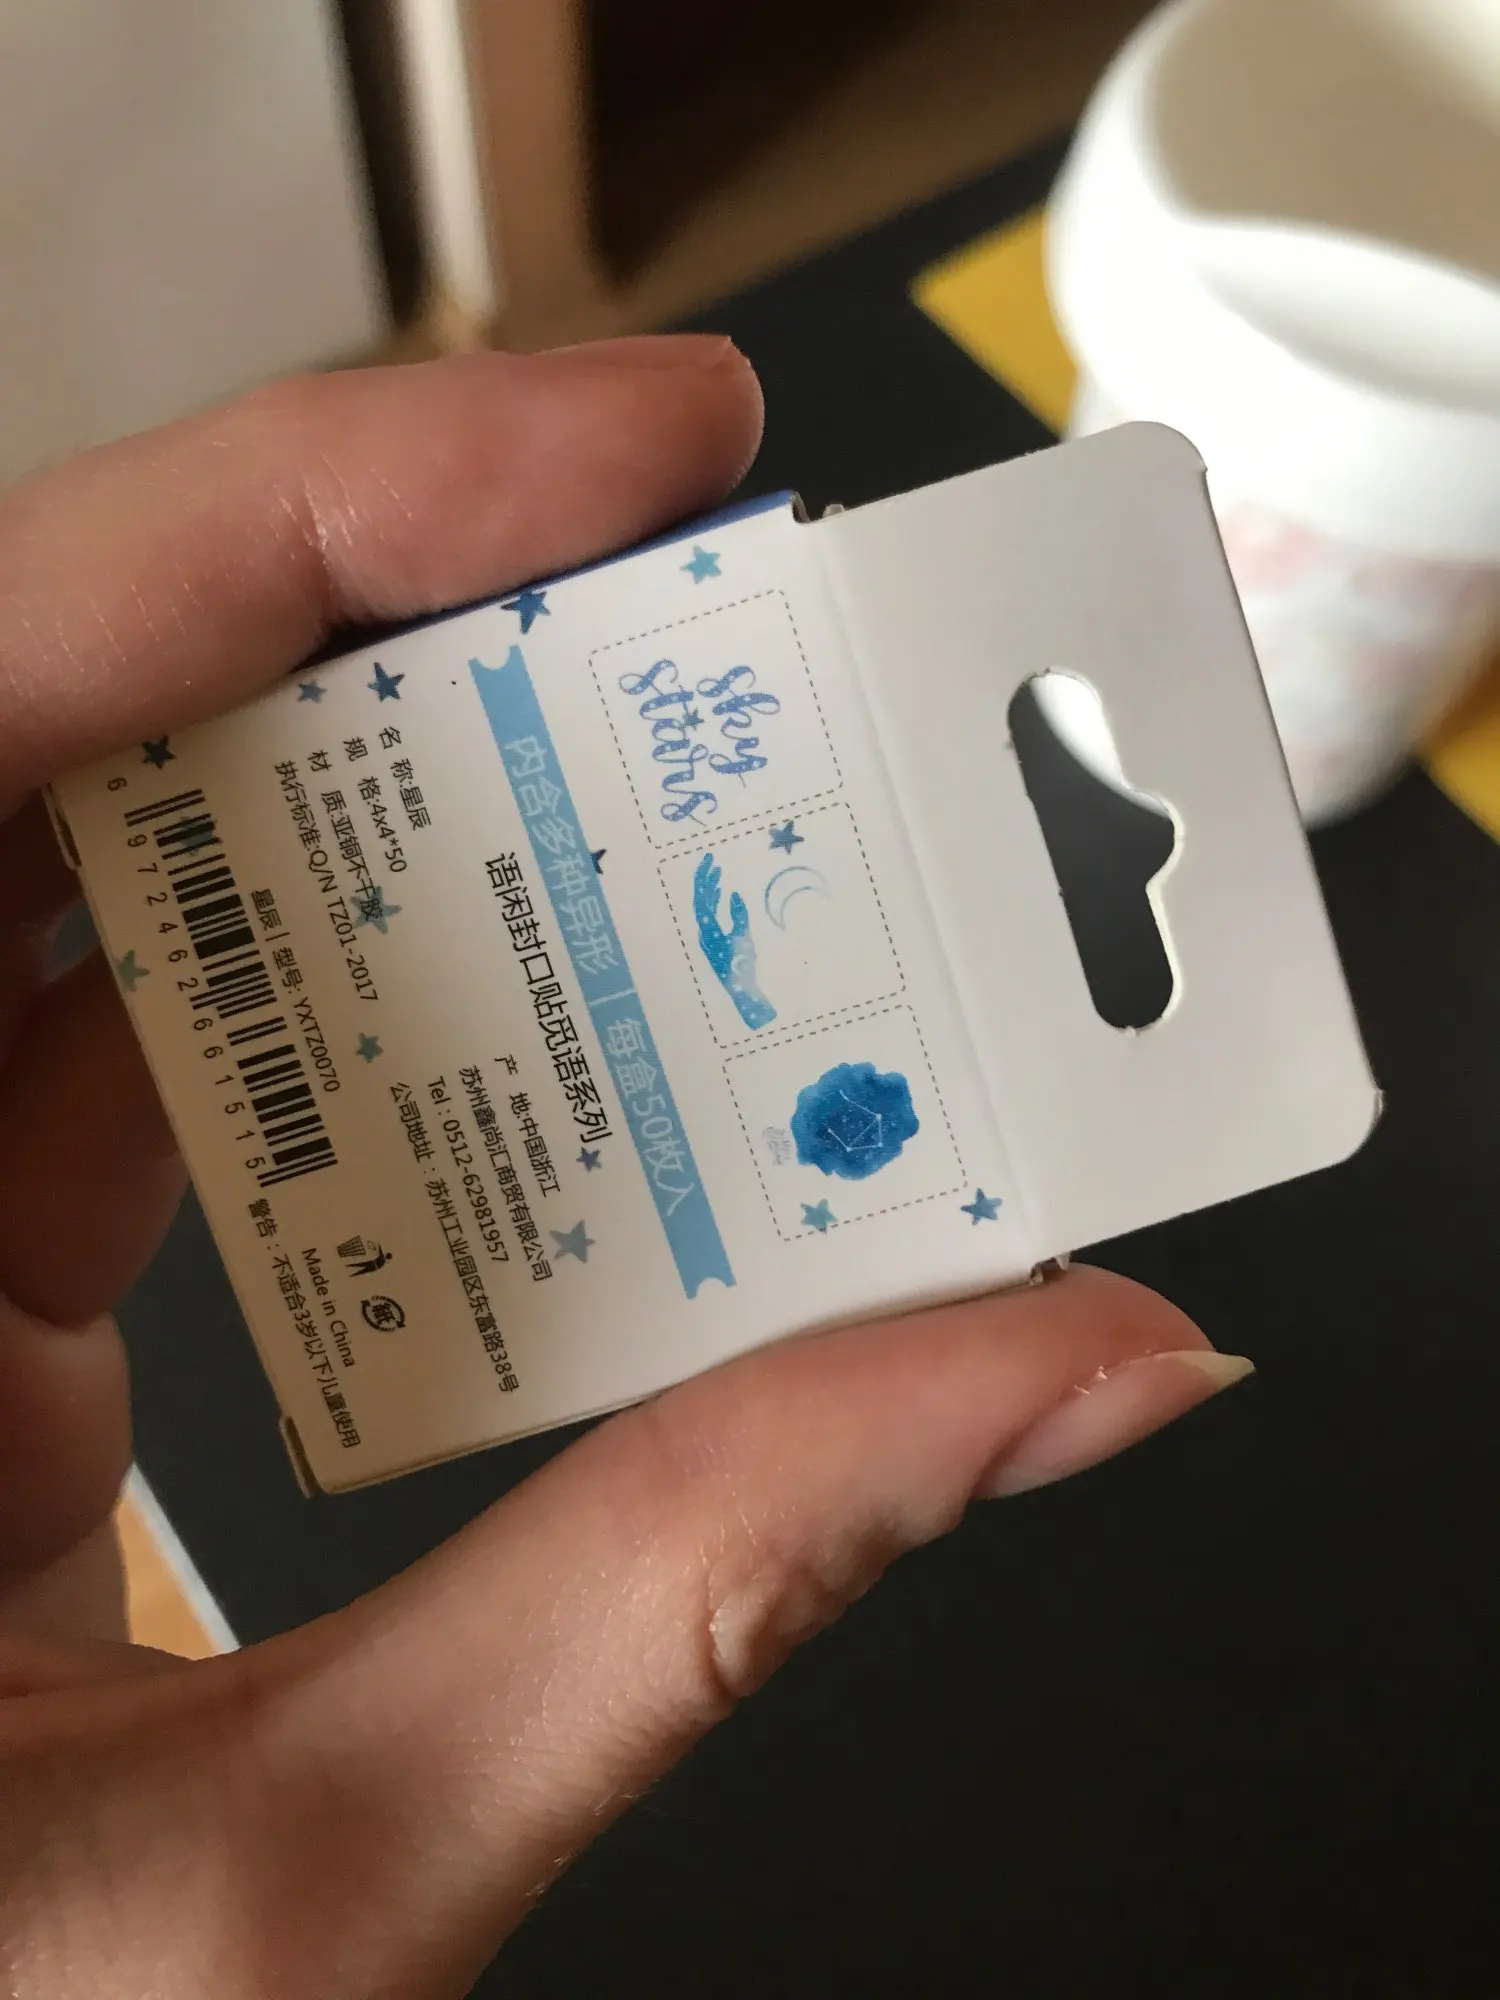 sky
stars
内含多种异形 | 每盒50枚入
语闲封口贴觅语系列
名 称:星辰
规 格:4x4*50
材 质:亚铜不干胶
执行标准:Q/N TZ01-2017
产 地:中国浙江
苏州鑫尚汇商贸有限公司
Tel : 0512-62981957
公司地址 : 苏州工业园区东富路38号
星辰 | 型号: YXTZ0070
6 972462 661515
紙
Made in China
警告 : 不适合3岁以下儿童使用